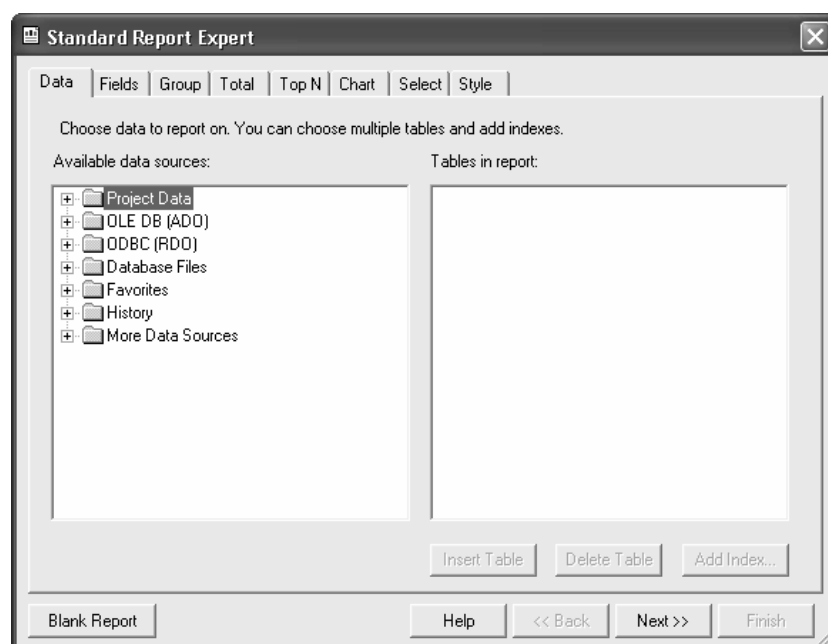 Standard Report Expert
Data Fields Group Total Top N Chart Select Style
Choose data to report on. You can choose multiple tables and add indexes.
Available data sources: Tables in report:
Project Data
OLE DB (ADO)
ODBC (RDO)
Database Files
Favorites
History
More Data Sources
Insert Table Delete Table Add Index...
Blank Report Help << Back Next >> Finish